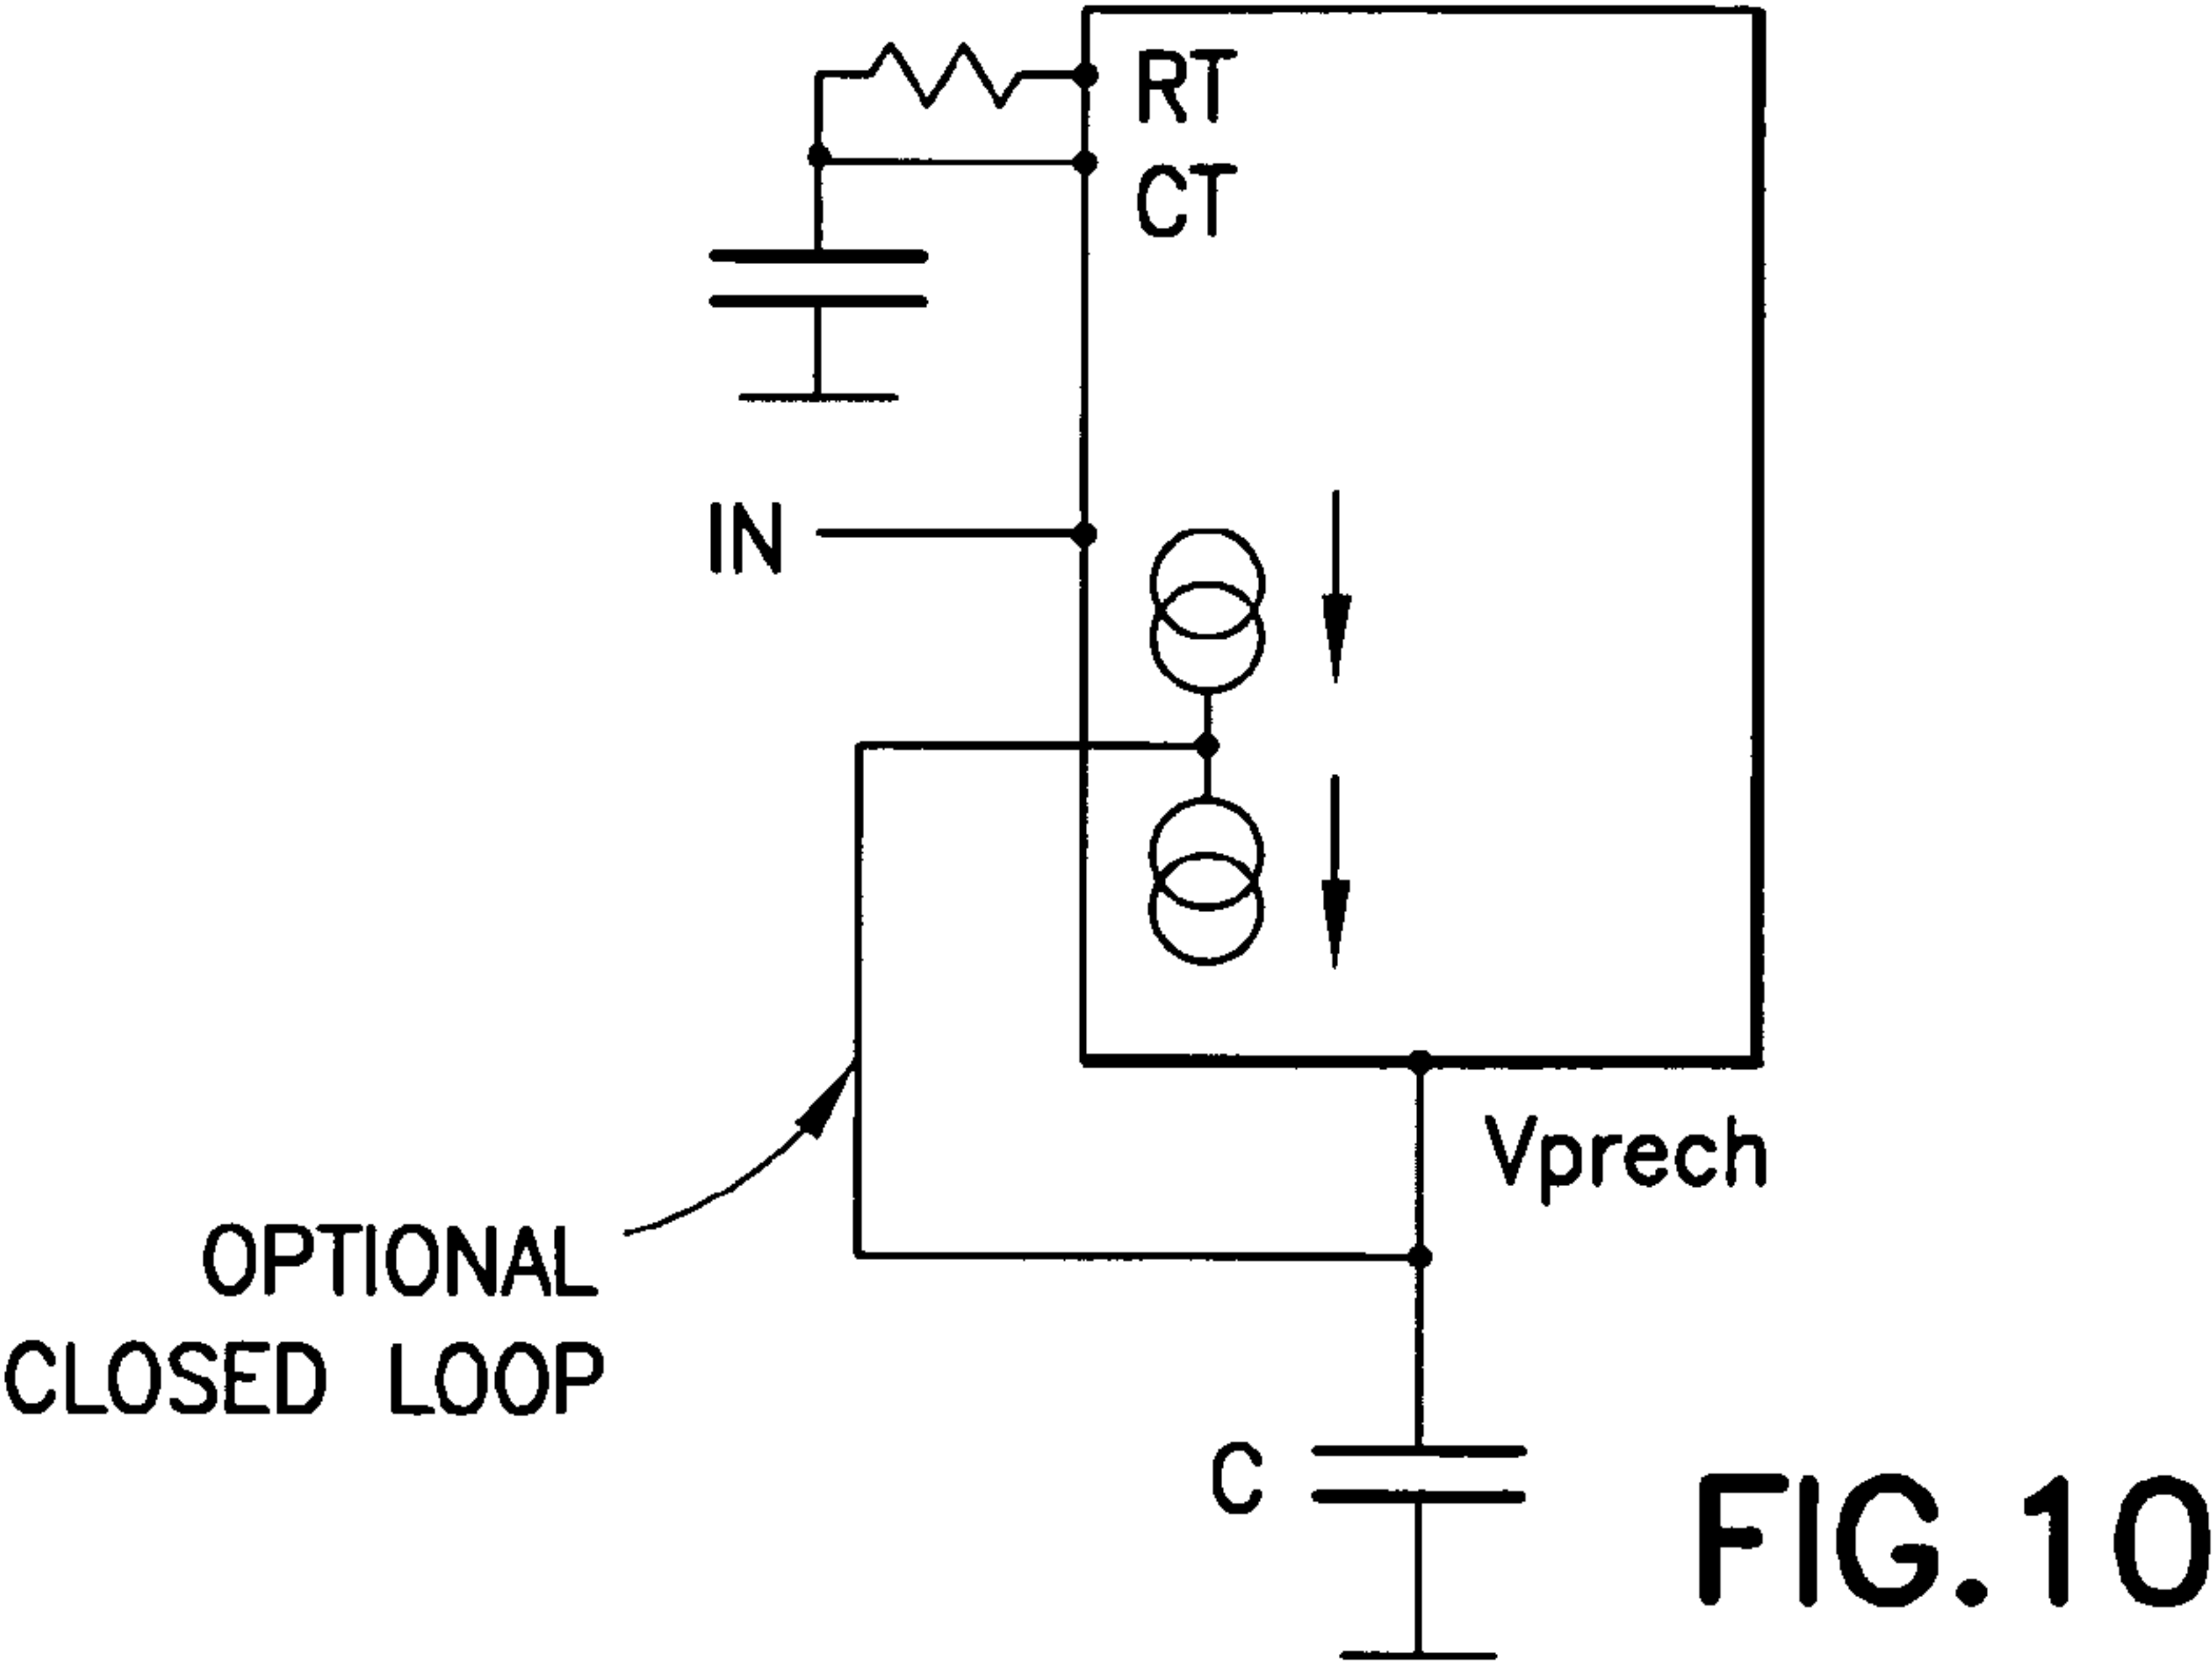 RT
CT
IN
Vprech
OPTIONAL
CLOSED LOOP
C
FIG.10